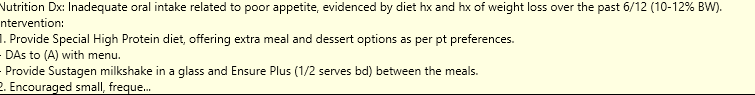 Nutrition Dx: Inadequate oral intake related to poor appetite, evidenced by diet hx and hx of weight loss over the past 6/12 (10-12% BW).
Intervention:
1. Provide Special High Protein diet, offering extra meal and dessert options as per pt preferences.
- DAs to (A) with menu.
- Provide Sustagen milkshake in a glass and Ensure Plus (1/2 serves bd) between the meals.
2. Encouraged small, freque...